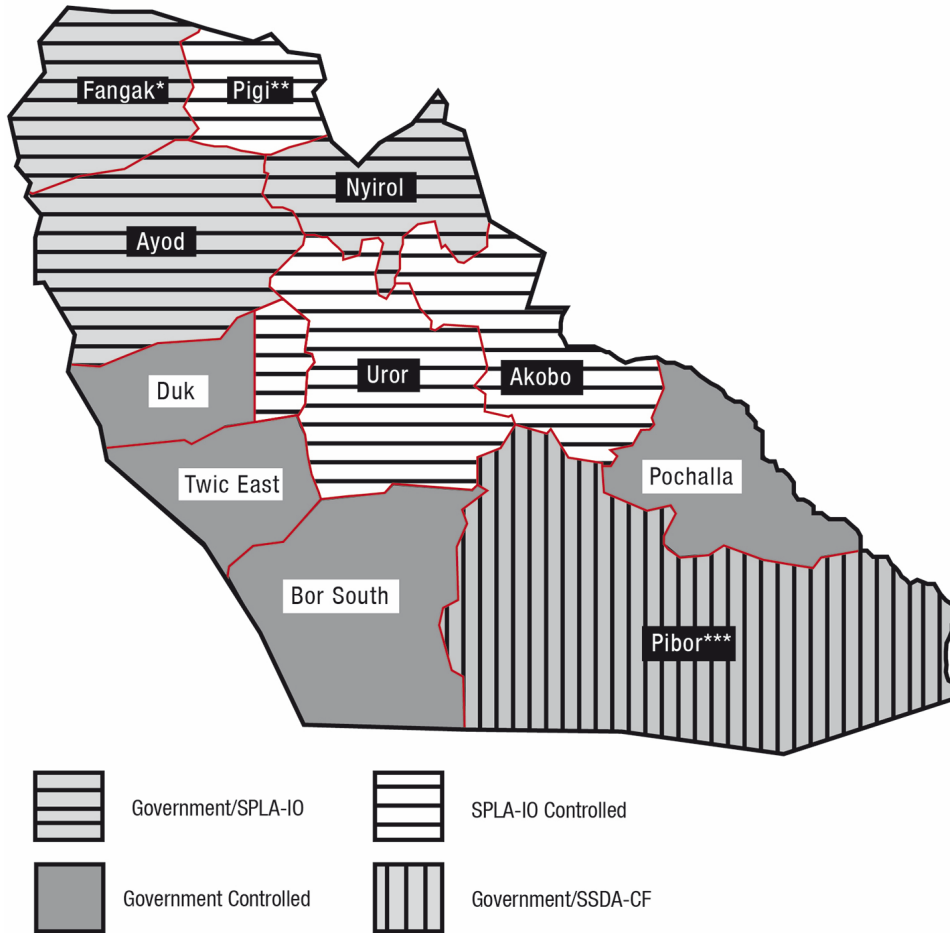 Fangak*
Pigi**
Nyirol
Ayod
Uror
Akobo
Duk
Twic East
Pochalla
Bor South
Pibor***
Government/SPLA-IO
SPLA-IO Controlled
Government Controlled
Government/SSDA-CF